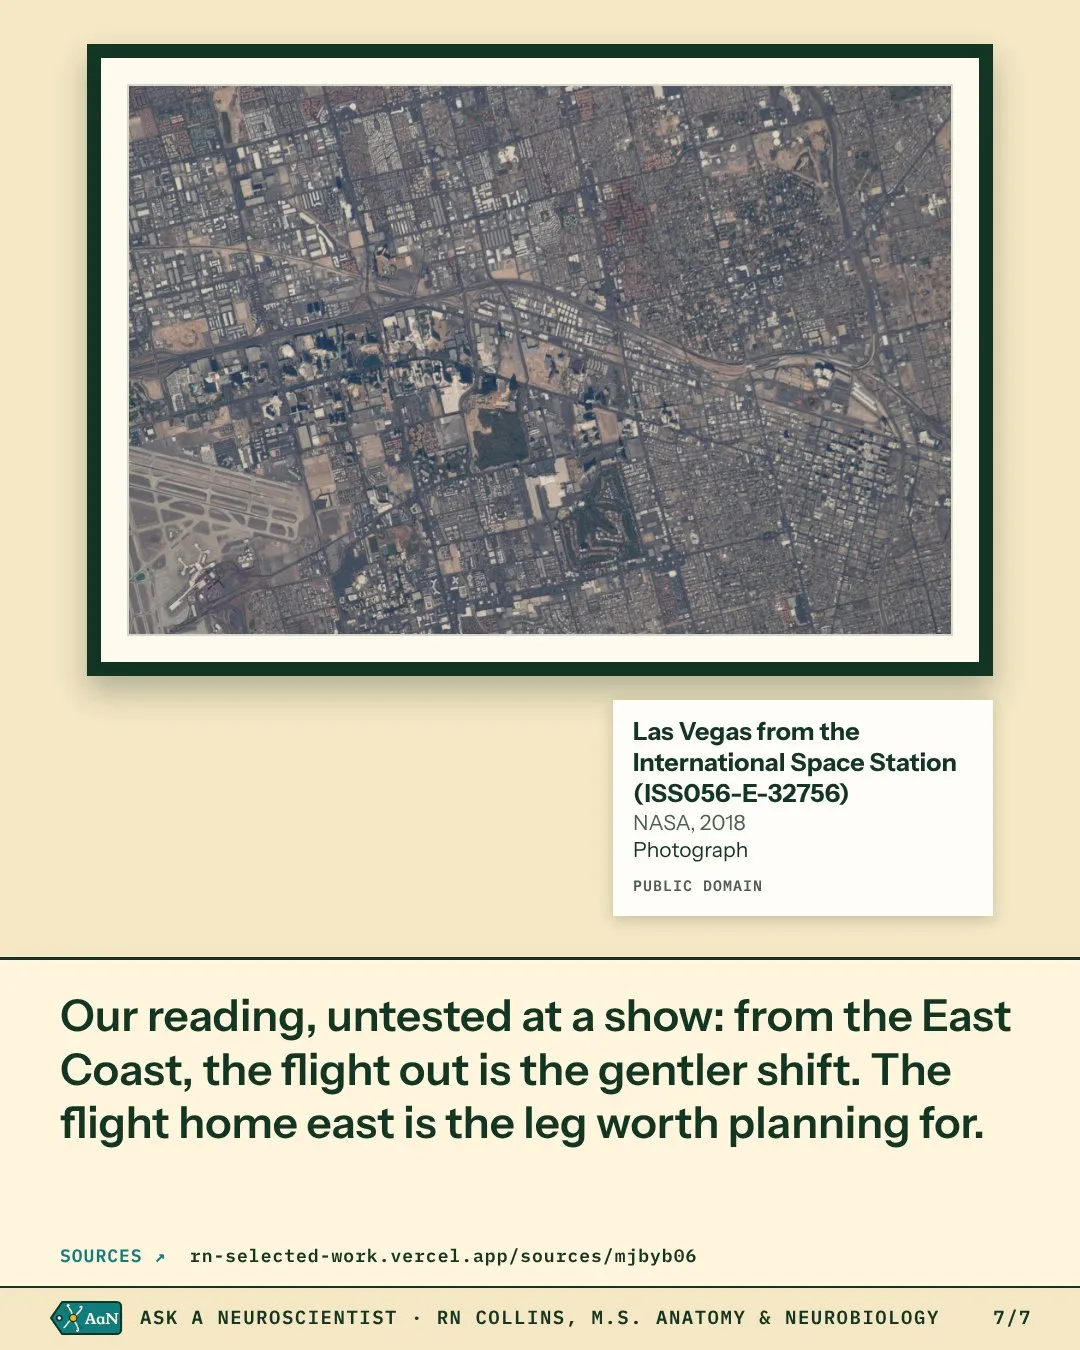 Las Vegas from the
International Space Station
(ISS056-E-32756)
NASA, 2018
Photograph
PUBLIC DOMAIN
Our reading, untested at a show: from the East
Coast, the flight out is the gentler shift. The
flight home east is the leg worth planning for.
SOURCES ↗ rn-selected-work.vercel.app/sources/mjbyb06
AaN ASK A NEUROSCIENTIST · RN COLLINS, M.S. ANATOMY & NEUROBIOLOGY 7/7